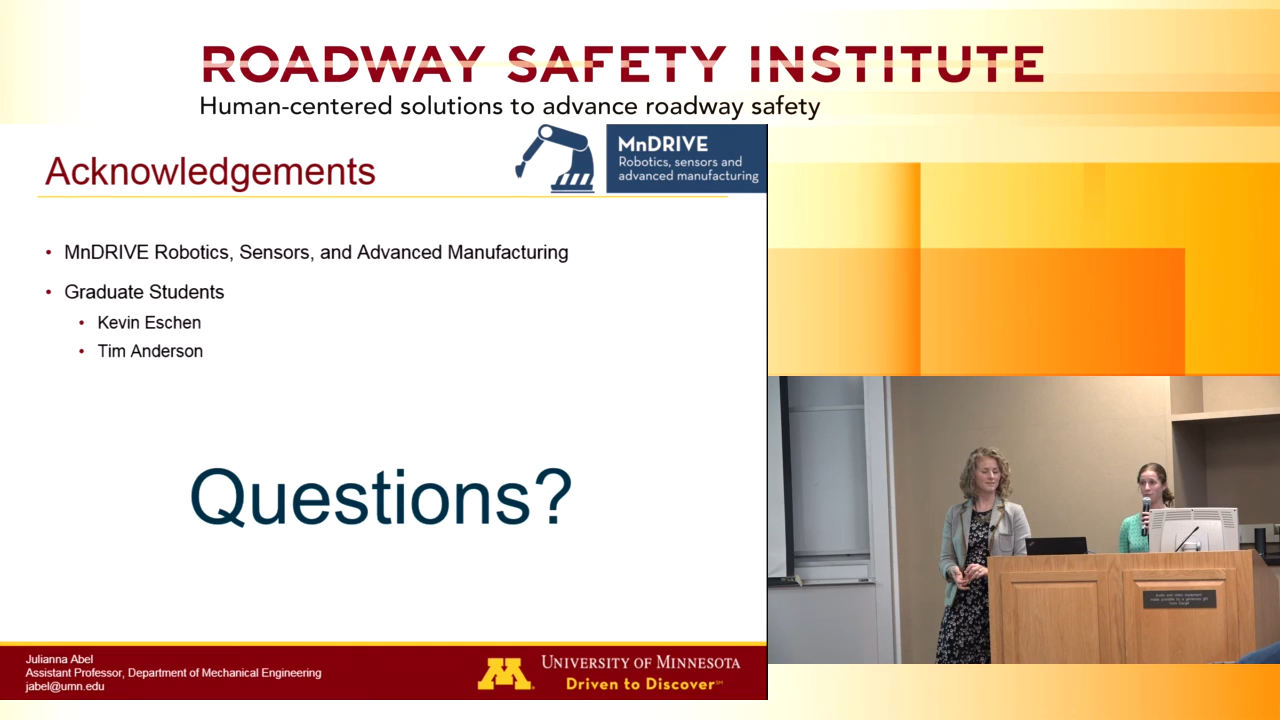 ROADWAY SAFETY INSTITUTE
Human-centered solutions to advance roadway safety
Acknowledgements
MnDRIVE
Robotics, sensors and
advanced manufacturing
• MnDRIVE Robotics, Sensors, and Advanced Manufacturing
• Graduate Students
• Kevin Eschen
• Tim Anderson
Questions?
Julianna Abel
Assistant Professor, Department of Mechanical Engineering
jabel@umn.edu
M
UNIVERSITY OF MINNESOTA
Driven to Discover℠